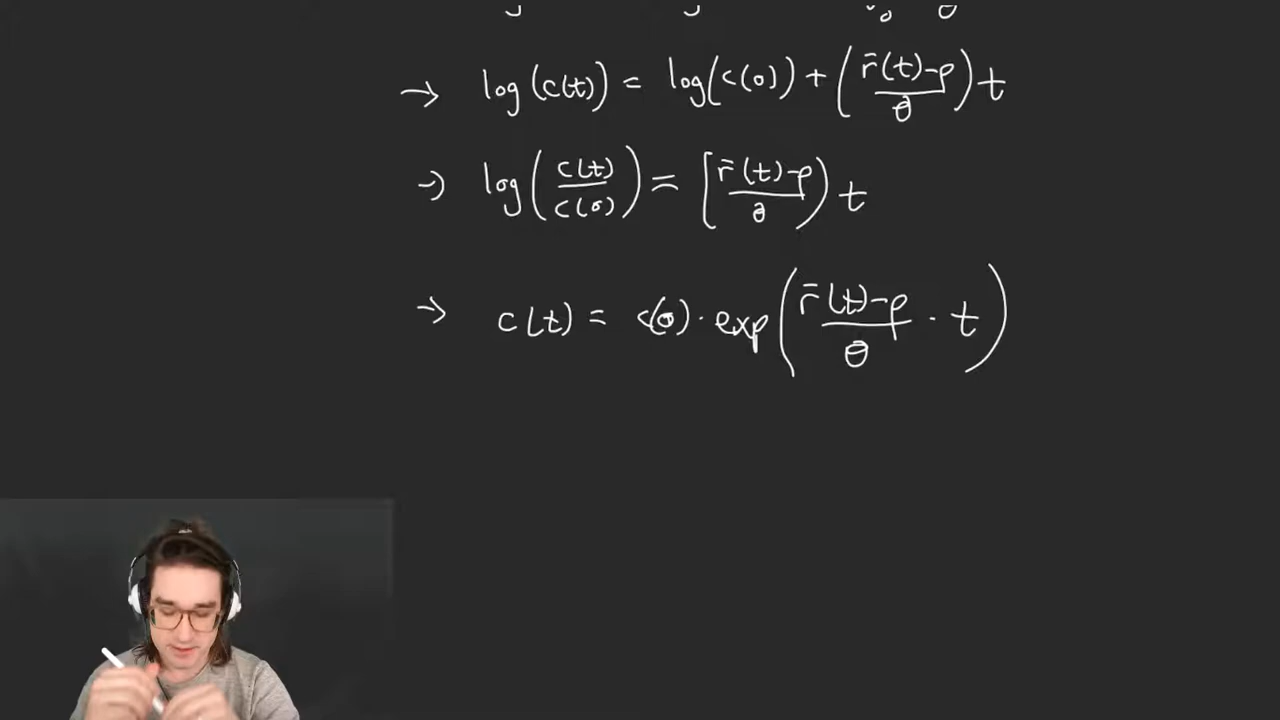 → log(c(t)) = log(c(0)) + (r̄(t)-ρ/θ)t
→ log(c(t)/c(0)) = [r̄(t)-ρ/θ)t
→ c(t) = c(0)·exp(r̄(t)-ρ/θ · t)